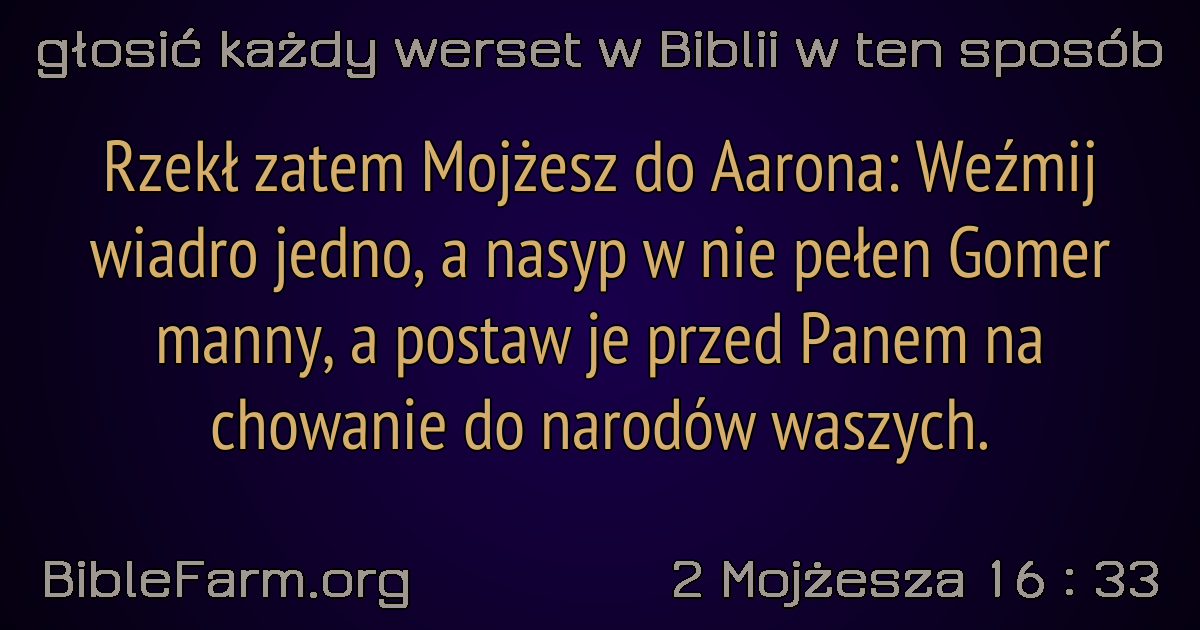 głosić każdy werset w Biblii w ten sposób
Rzekł zatem Mojżesz do Aarona: Weźmij
wiadro jedno, a nasyp w nie pełen Gomer
manny, a postaw je przed Panem na
chowanie do narodów waszych.
BibleFarm.org
2 Mojżesza 16 : 33